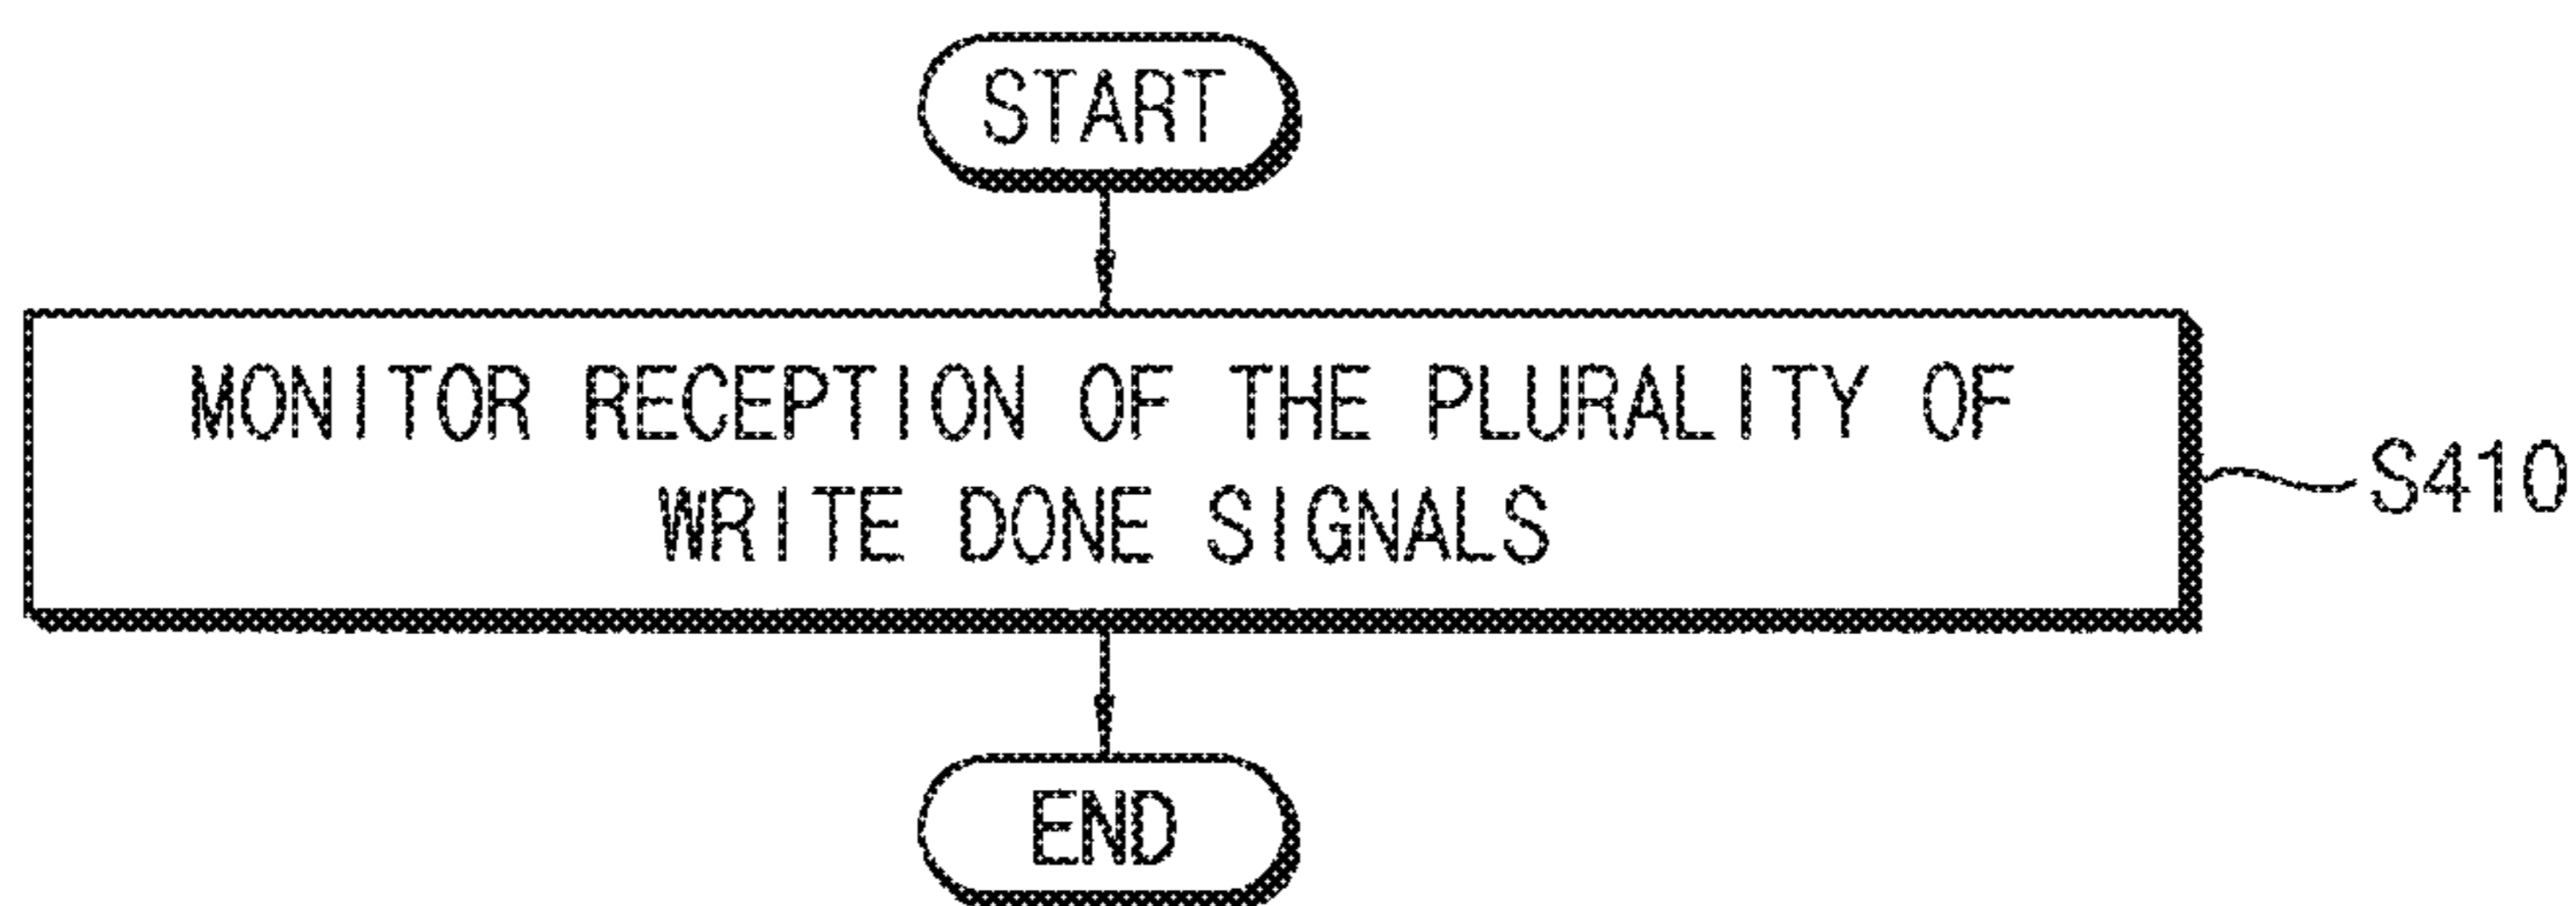 START
MONITOR RECEPTION OF THE PLURALITY OF
WRITE DONE SIGNALS
S410
END